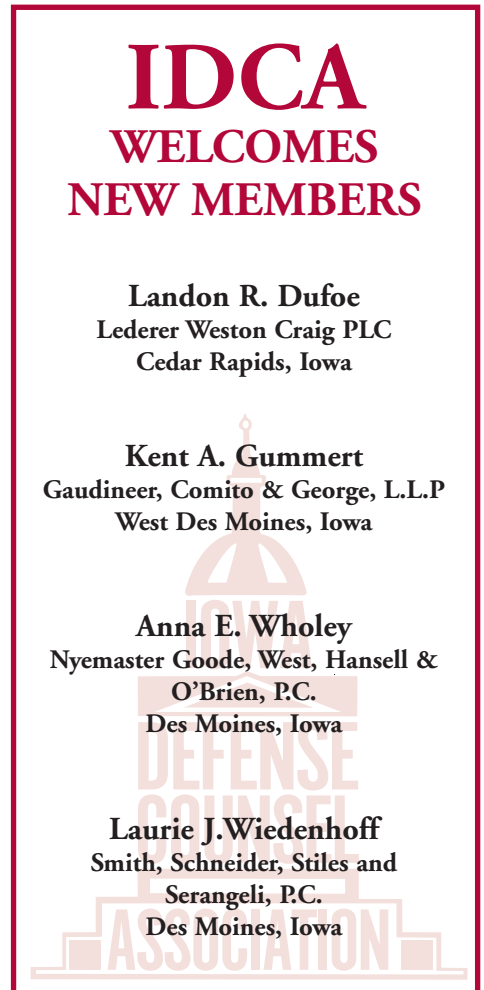 IDCA
WELCOMES
NEW MEMBERS
Landon R. Dufoe
Lederer Weston Craig PLC
Cedar Rapids, Iowa
Kent A. Gummert
Gaudineer, Comito & George, L.L.P
West Des Moines, Iowa
Anna E. Wholey
Nyemaster Goode, West, Hansell &
O’Brien, P.C.
Des Moines, Iowa
Laurie J.Wiedenhoff
Smith, Schneider, Stiles and
Serangeli, P.C.
Des Moines, Iowa
IOWA
DEFENSE
COUNSEL
ASSOCIATION